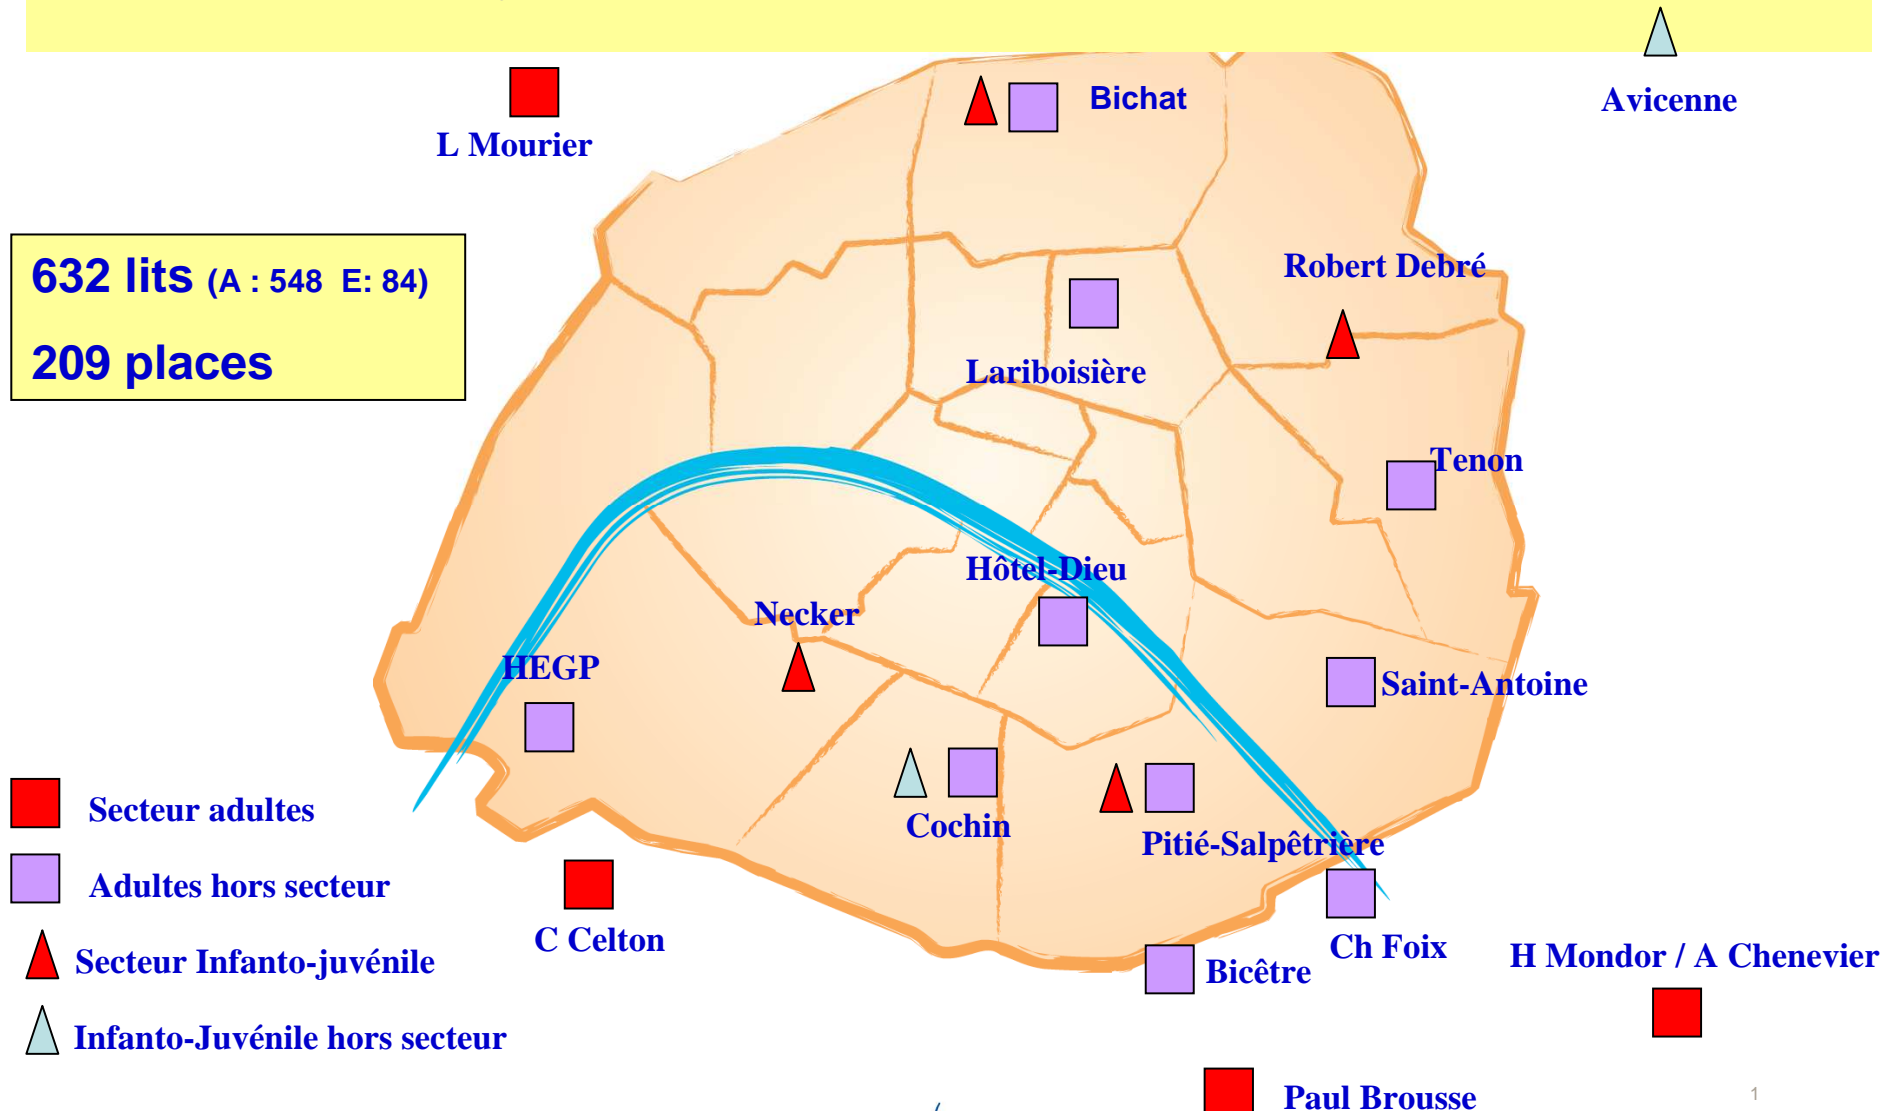 Avicenne
Bichat
L Mourier
632 lits (A : 548 E: 84)
209 places
Robert Debré
Lariboisière
Tenon
Hôtel-Dieu
Necker
HEGP
Saint-Antoine
Cochin
Pitié-Salpêtrière
Secteur adultes
Adultes hors secteur
Secteur Infanto-juvénile
Infanto-Juvénile hors secteur
C Celton
Ch Foix
Bicêtre
H Mondor / A Chenevier
Paul Brousse
1